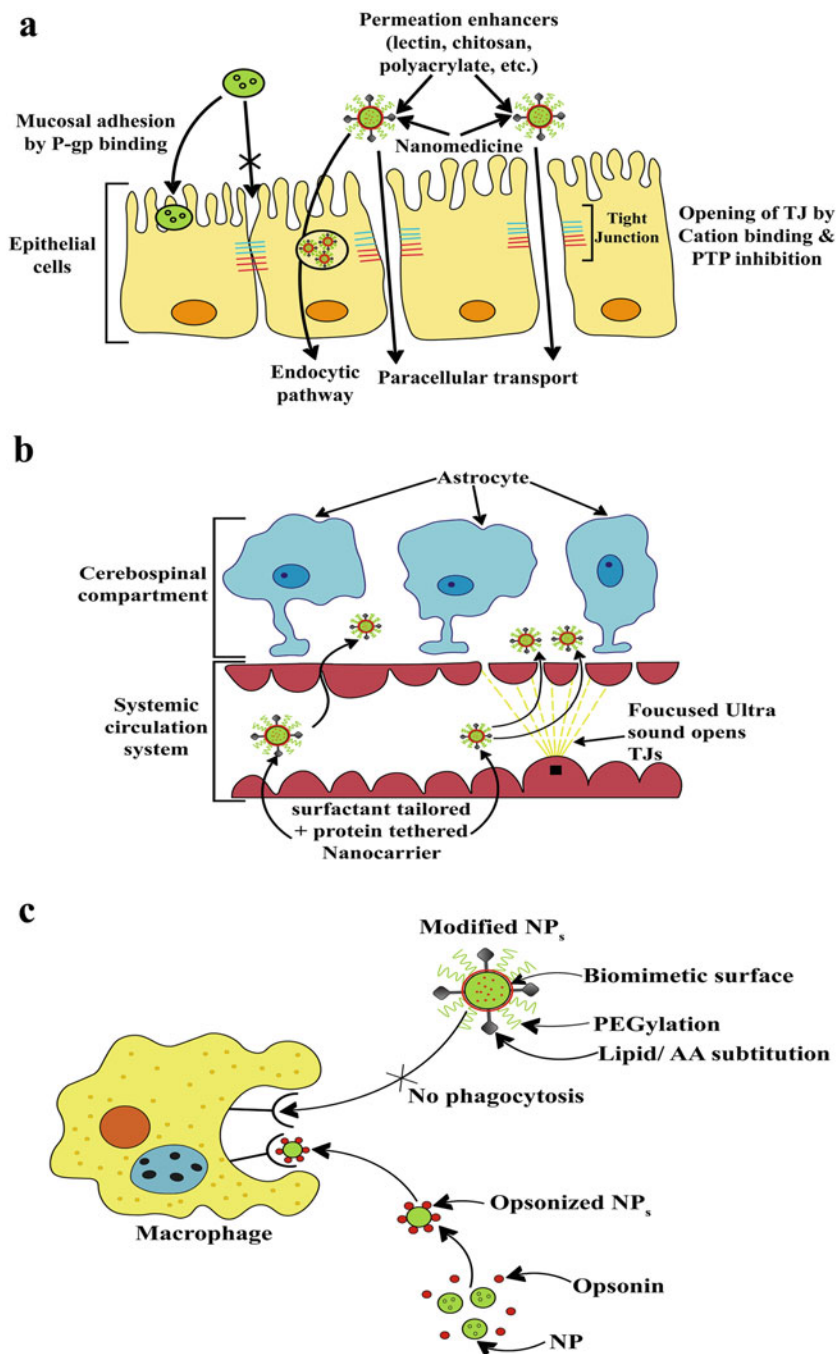 a
Permeation enhancers
(lectin, chitosan,
polyacrylate, etc.)
Mucosal adhesion
by P-gp binding
Nanomedicine
Epithelial
cells
Tight
Junction
Opening of TJ by
Cation binding &
PTP inhibition
Endocytic
pathway
Paracellular transport
b
Astrocyte
Cerebospinal
compartment
Systemic
circulation
system
Foucused Ultra
sound opens
TJs
surfactant tailored
+ protein tethered
Nanocarrier
c
Modified NPs
Biomimetic surface
PEGylation
Lipid/ AA subtitution
No phagocytosis
Macrophage
Opsonized NPs
Opsonin
NP